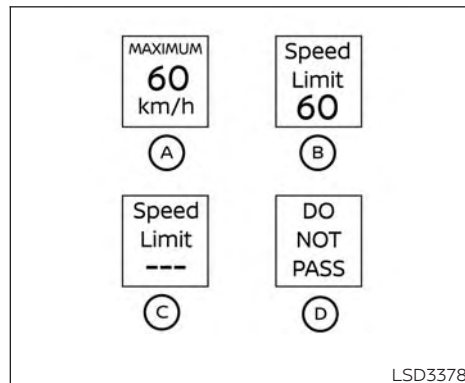 MAXIMUM
60
km/h
A
Speed
Limit
60
B
Speed
Limit
---
C
DO
NOT
PASS
D
LSD3378